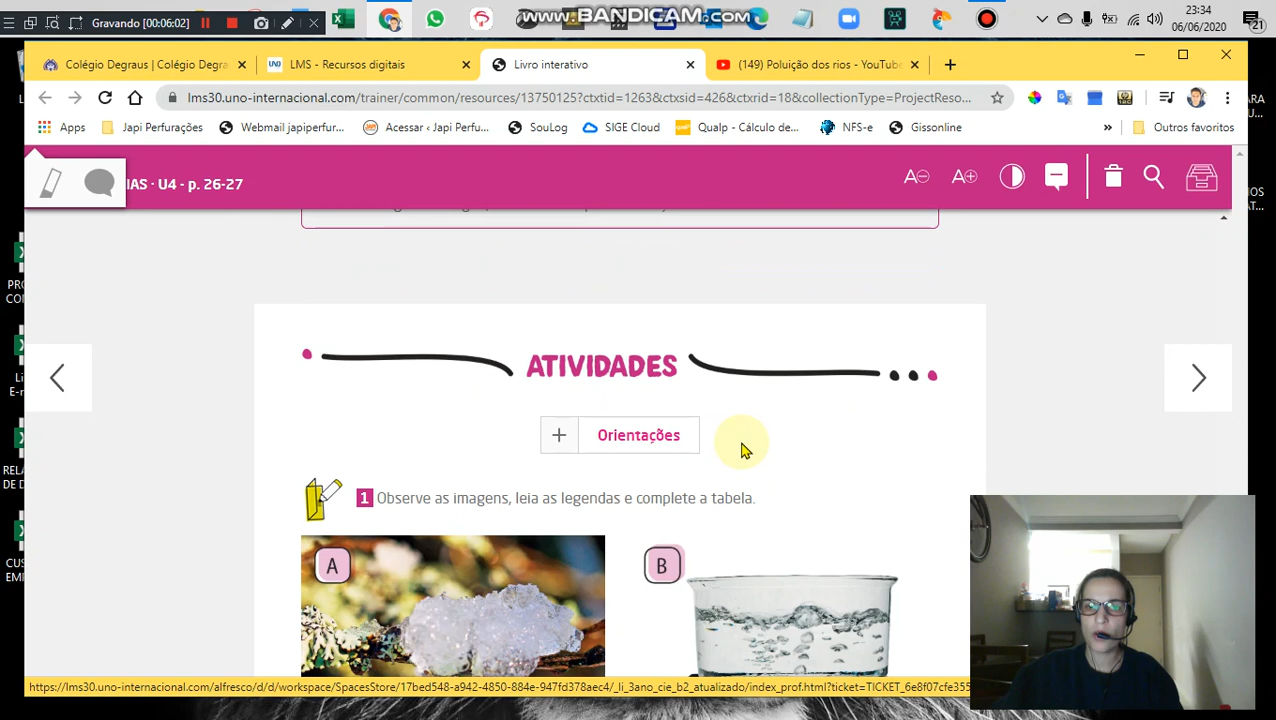 Gravando [00:06:02]
www.BANDICAM.com
23:34
06/06/2020
21
Colégio Degraus | Colégio Degra
LMS - Recursos digitais
Livro interativo
(149) Poluição dos rios - YouTube
lms30.uno-internacional.com/trainer/common/resources/13750125?ctxtid=1263&ctxsid=426&ctxrid=18&collectionType=ProjectReso...
Apps
Japi Perfurações
Webmail japiperfur...
Acessar ‹ Japi Perfu...
SouLog
SIGE Cloud
Qualp - Cálculo de...
NFS-e
Gissonline
»
Outros favoritos
IAS · U4 - p. 26-27
A− A+
ATIVIDADES
+ Orientações
1 Observe as imagens, leia as legendas e complete a tabela.
A
B
https://lms30.uno-internacional.com/alfresco/d/d/workspace/SpacesStore/17bed548-a942-4850-884e-947fd378aec4/_li_3ano_cie_b2_atualizado/index_prof.html?ticket=TICKET_6e8f07cfe355